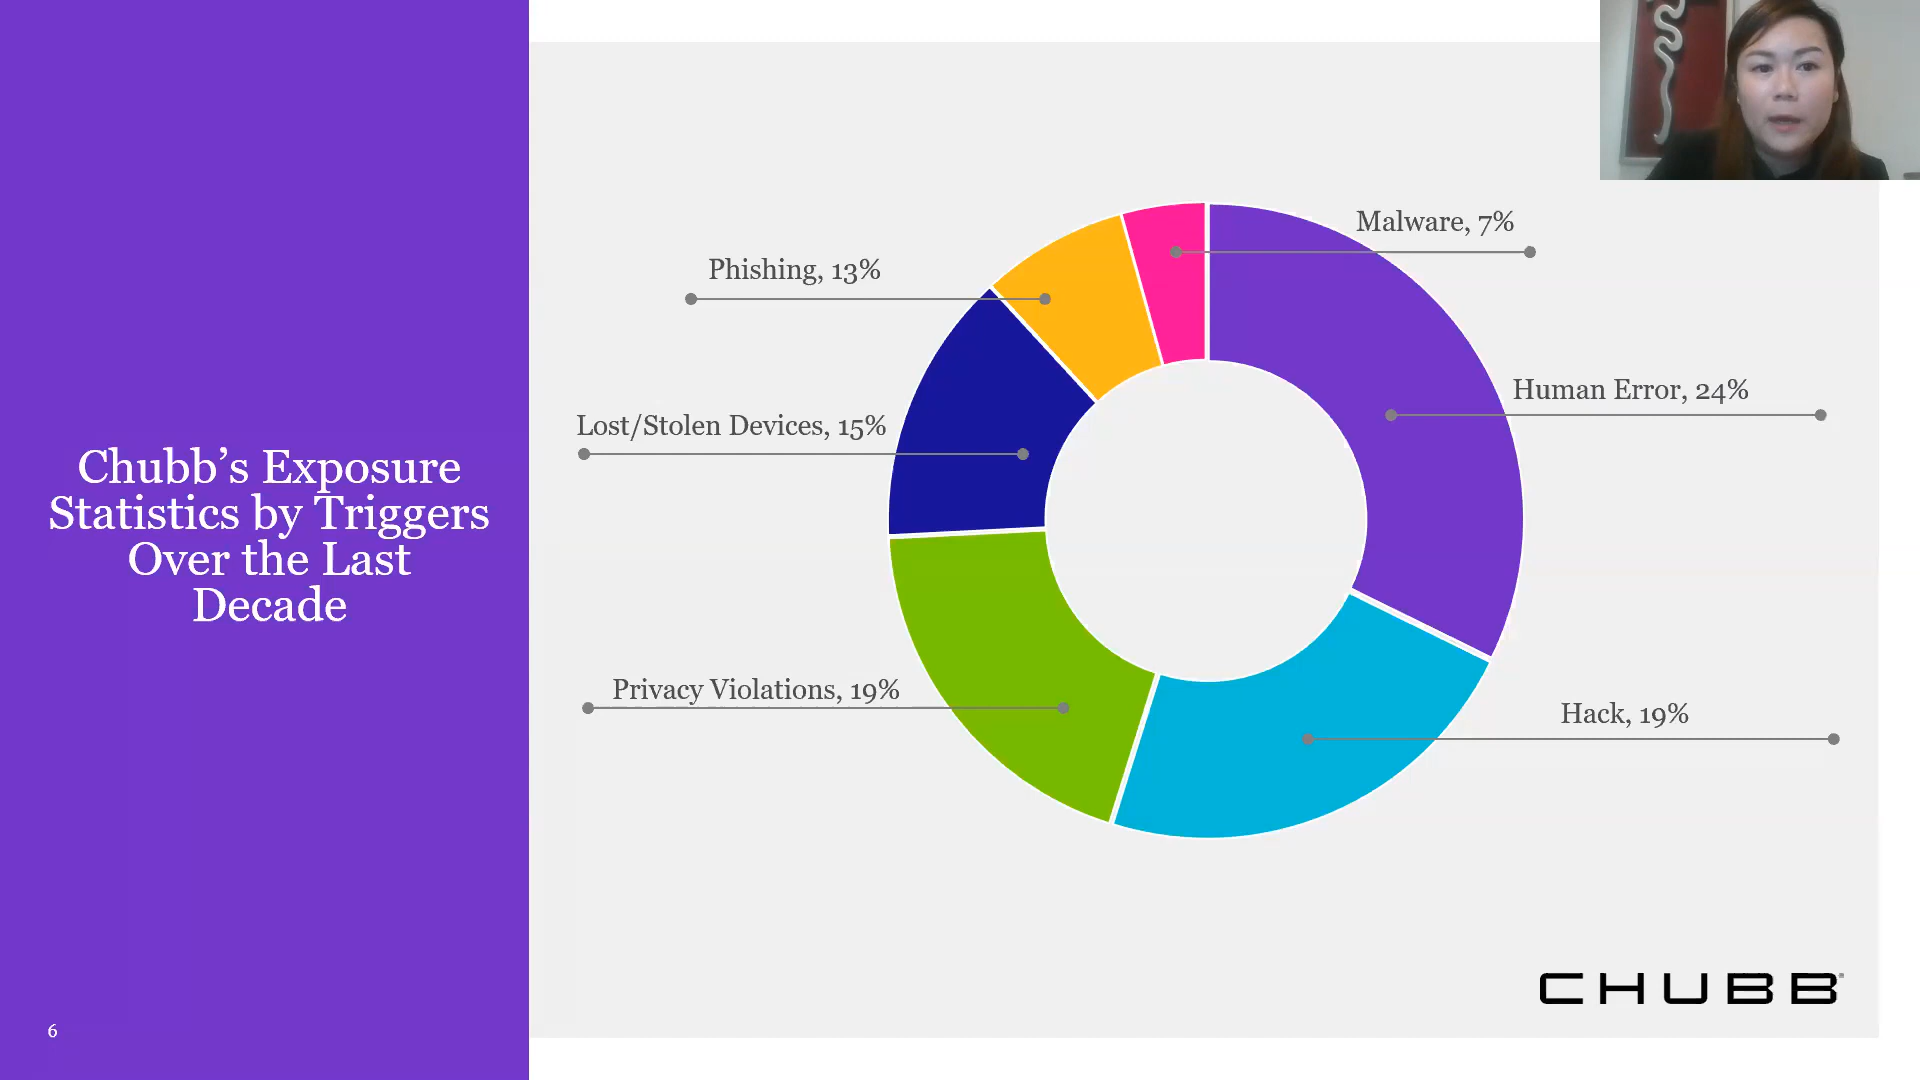 Chubb’s Exposure
Statistics by Triggers
Over the Last
Decade
6
Malware, 7%
Phishing, 13%
Human Error, 24%
Lost/Stolen Devices, 15%
Privacy Violations, 19%
Hack, 19%
CHUBB